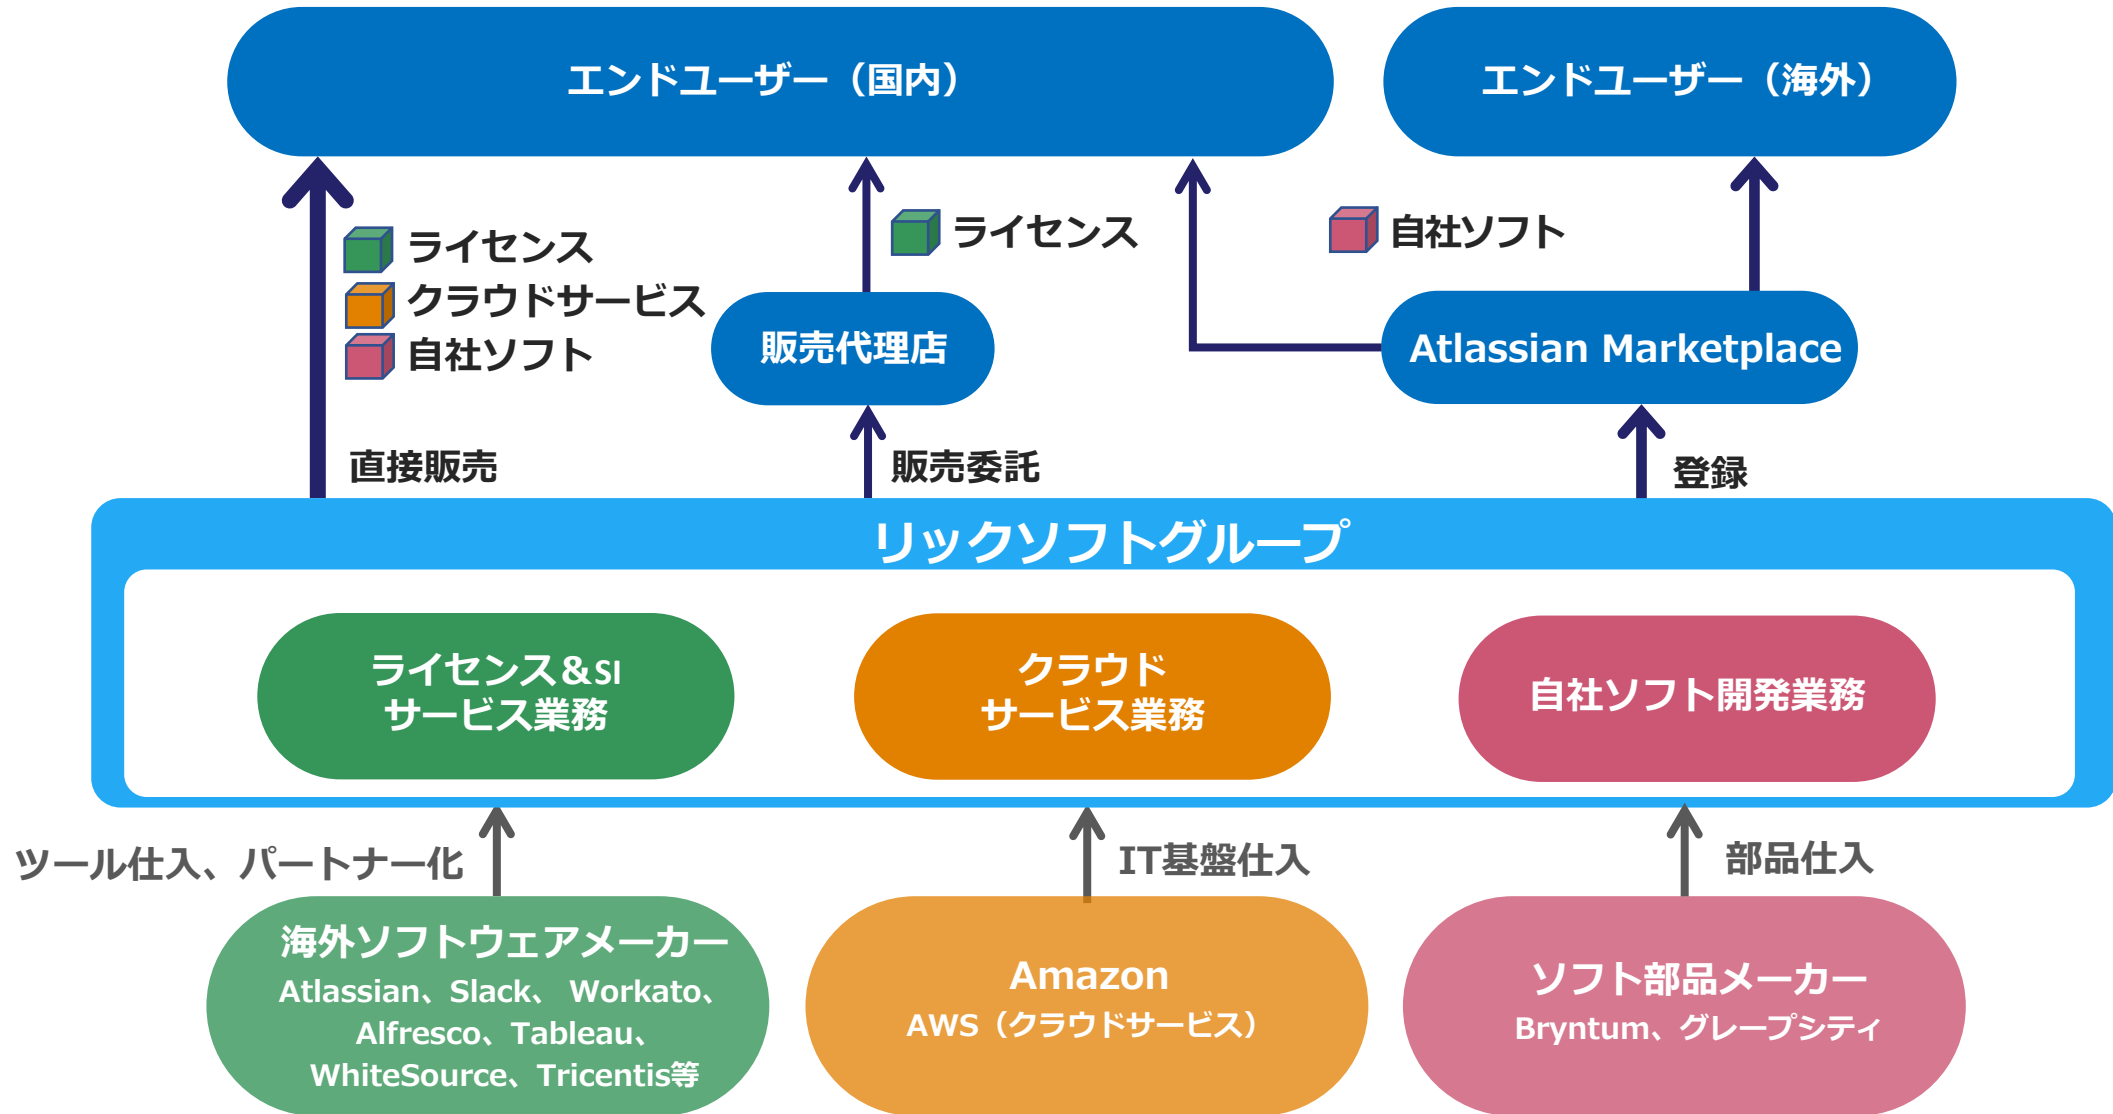 エンドユーザー（国内）
エンドユーザー（海外）
ライセンス
クラウドサービス
自社ソフト
ライセンス
自社ソフト
販売代理店
Atlassian Marketplace
直接販売
販売委託
登録
リックソフトグループ
ライセンス＆SI
サービス業務
クラウド
サービス業務
自社ソフト開発業務
ツール仕入、パートナー化
IT基盤仕入
部品仕入
海外ソフトウェアメーカー
Atlassian、Slack、 Workato、
Alfresco、Tableau、
WhiteSource、Tricentis等
Amazon
AWS（クラウドサービス）
ソフト部品メーカー
Bryntum、グレープシティ